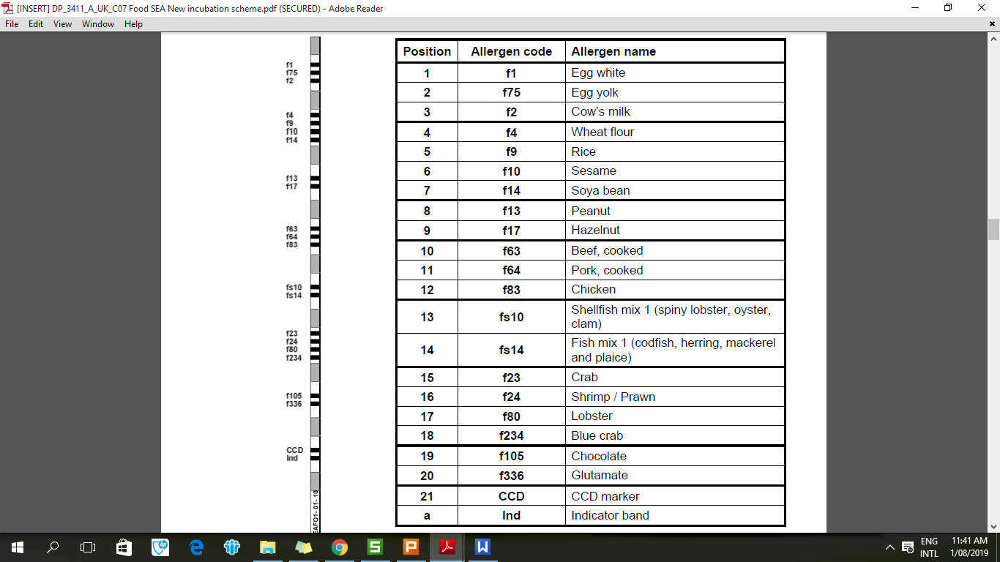 [INSERT] DP_3411_A_UK_C07 Food SEA New incubation scheme.pdf (SECURED) - Adobe Reader
File Edit View Window Help
f1
f75
f2
f4
f9
f10
f14
f13
f17
f63
f64
f83
fs10
fs14
f23
f24
f80
f234
f105
f336
CCD
Ind
EAFO1-01-10
Position Allergen code Allergen name
1 f1 Egg white
2 f75 Egg yolk
3 f2 Cow's milk
4 f4 Wheat flour
5 f9 Rice
6 f10 Sesame
7 f14 Soya bean
8 f13 Peanut
9 f17 Hazelnut
10 f63 Beef, cooked
11 f64 Pork, cooked
12 f83 Chicken
13 fs10 Shellfish mix 1 (spiny lobster, oyster,
clam)
14 fs14 Fish mix 1 (codfish, herring, mackerel
and plaice)
15 f23 Crab
16 f24 Shrimp / Prawn
17 f80 Lobster
18 f234 Blue crab
19 f105 Chocolate
20 f336 Glutamate
21 CCD CCD marker
a Ind Indicator band
ENG 11:41 AM
INTL 1/08/2019